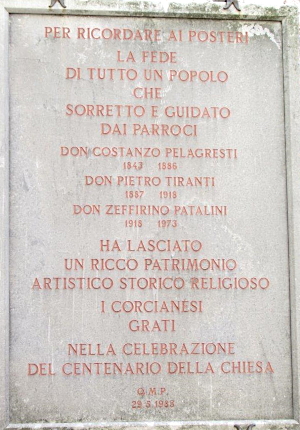 PER RICORDARE AI POSTERI
LA FEDE
DI TUTTO UN POPOLO
CHE
SORRETTO E GUIDATO
DAI PARROCI
DON COSTANZO PELAGRESTI
1843 1886
DON PIETRO TIRANTI
1887 1918
DON ZEFFIRINO PATALINI
1918 1973
HA LASCIATO
UN RICCO PATRIMONIO
ARTISTICO STORICO RELIGIOSO
I CORCIANESI
GRATI
NELLA CELEBRAZIONE
DEL CENTENARIO DELLA CHIESA
Q.M.P.